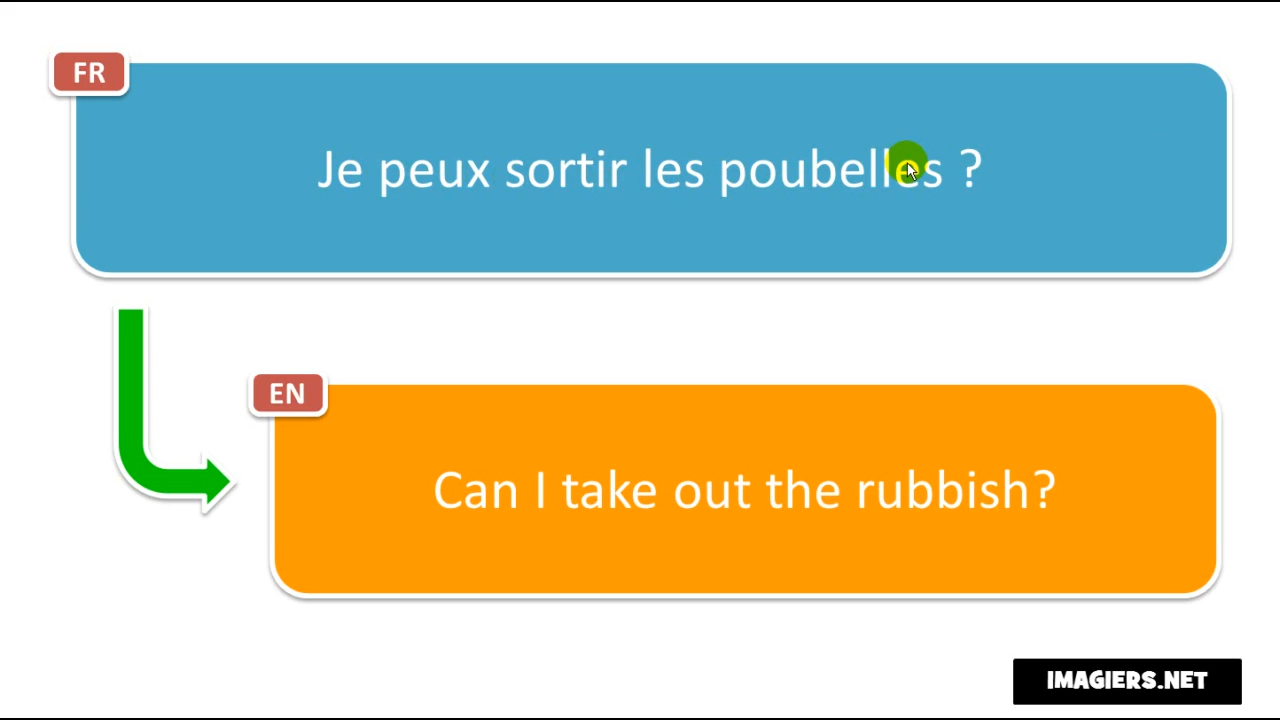 FR
Je peux sortir les poubelles ?
EN
Can I take out the rubbish?
IMAGIERS.NET